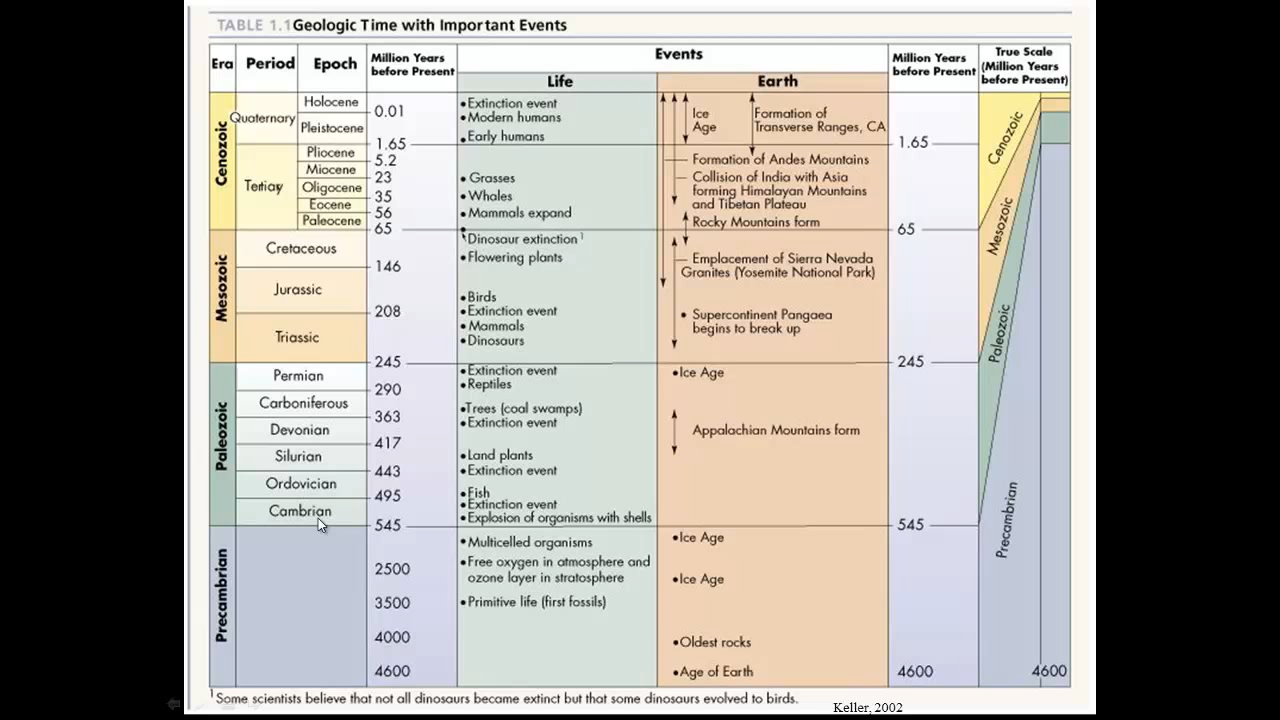 TABLE 1.1 Geologic Time with Important Events
Era
Period
Epoch
Million Years
before Present
Events
Life
Earth
Million Years
before Present
True Scale
(Million Years
before Present)
Cenozoic
Quaternary
Holocene
0.01
Pleistocene
1.65
Tertiay
Pliocene
5.2
Miocene
23
Oligocene
35
Eocene
56
Paleocene
65
Mesozoic
Cretaceous
146
Jurassic
208
Triassic
245
Paleozoic
Permian
290
Carboniferous
363
Devonian
417
Silurian
443
Ordovician
495
Cambrian
545
Precambrian
2500
3500
4000
4600
•Extinction event
•Modern humans
•Early humans
•Grasses
•Whales
•Mammals expand
•Dinosaur extinction 1
•Flowering plants
•Birds
•Extinction event
•Mammals
•Dinosaurs
•Extinction event
•Reptiles
•Trees (coal swamps)
•Extinction event
•Land plants
•Extinction event
•Fish
•Extinction event
•Explosion of organisms with shells
•Multicelled organisms
•Free oxygen in atmosphere and
ozone layer in stratosphere
•Primitive life (first fossils)
Ice
Age
Formation of
Transverse Ranges, CA
Formation of Andes Mountains
Collision of India with Asia
forming Himalayan Mountains
and Tibetan Plateau
Rocky Mountains form
Emplacement of Sierra Nevada
Granites (Yosemite National Park)
• Supercontinent Pangaea
begins to break up
•Ice Age
Appalachian Mountains form
•Ice Age
•Ice Age
•Oldest rocks
•Age of Earth
1.65
65
245
545
4600
Cenozoic
Mesozoic
Paleozoic
Precambrian
4600
1 Some scientists believe that not all dinosaurs became extinct but that some dinosaurs evolved to birds.
Keller, 2002